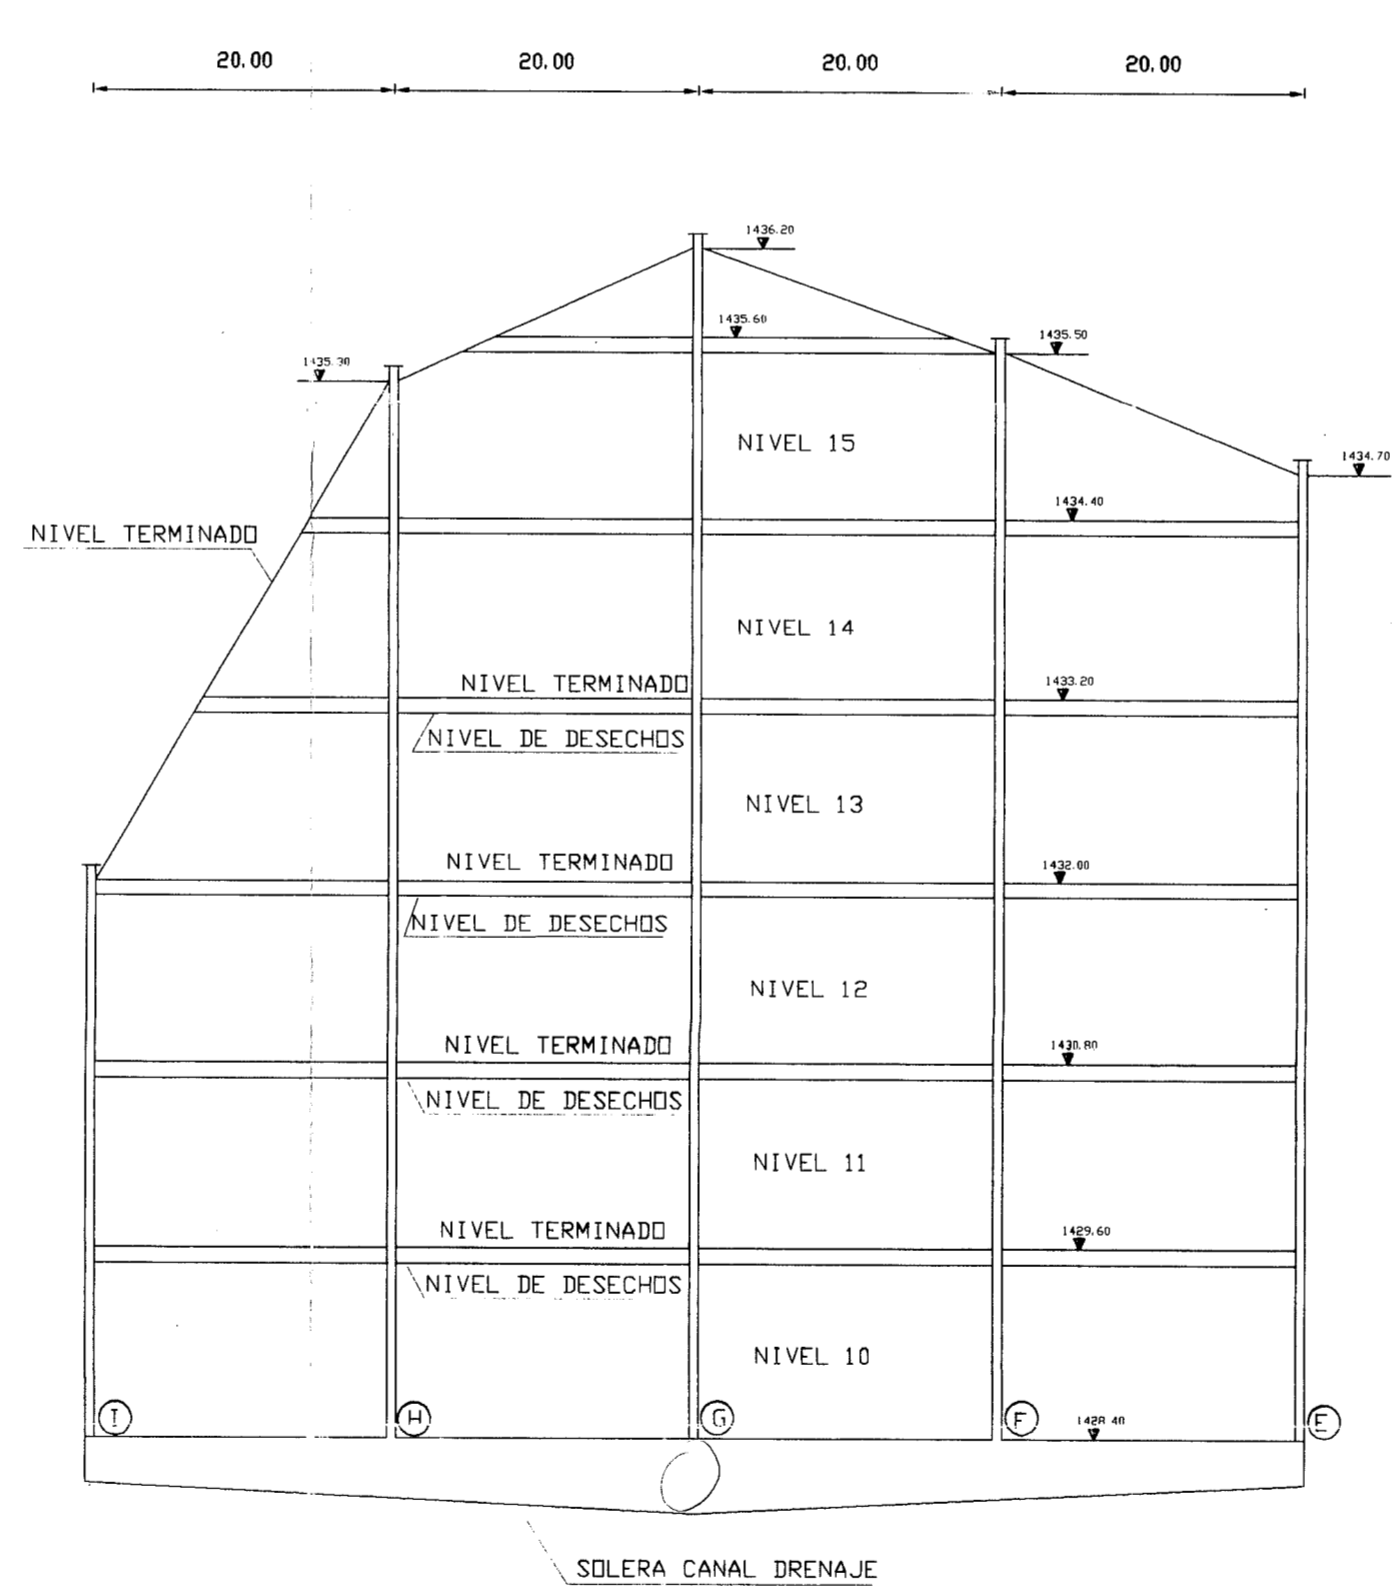 20.00 20.00 20.00 20.00
1436.20
1435.60
1435.50
1435.30
NIVEL 15
1434.70
1434.40
NIVEL TERMINADO
NIVEL 14
NIVEL TERMINADO
1433.20
NIVEL DE DESECHOS
NIVEL 13
NIVEL TERMINADO
1432.00
NIVEL DE DESECHOS
NIVEL 12
NIVEL TERMINADO
1430.80
NIVEL DE DESECHOS
NIVEL 11
NIVEL TERMINADO
1429.60
NIVEL DE DESECHOS
NIVEL 10
I H G F E
1428.40
SOLERA CANAL DRENAJE